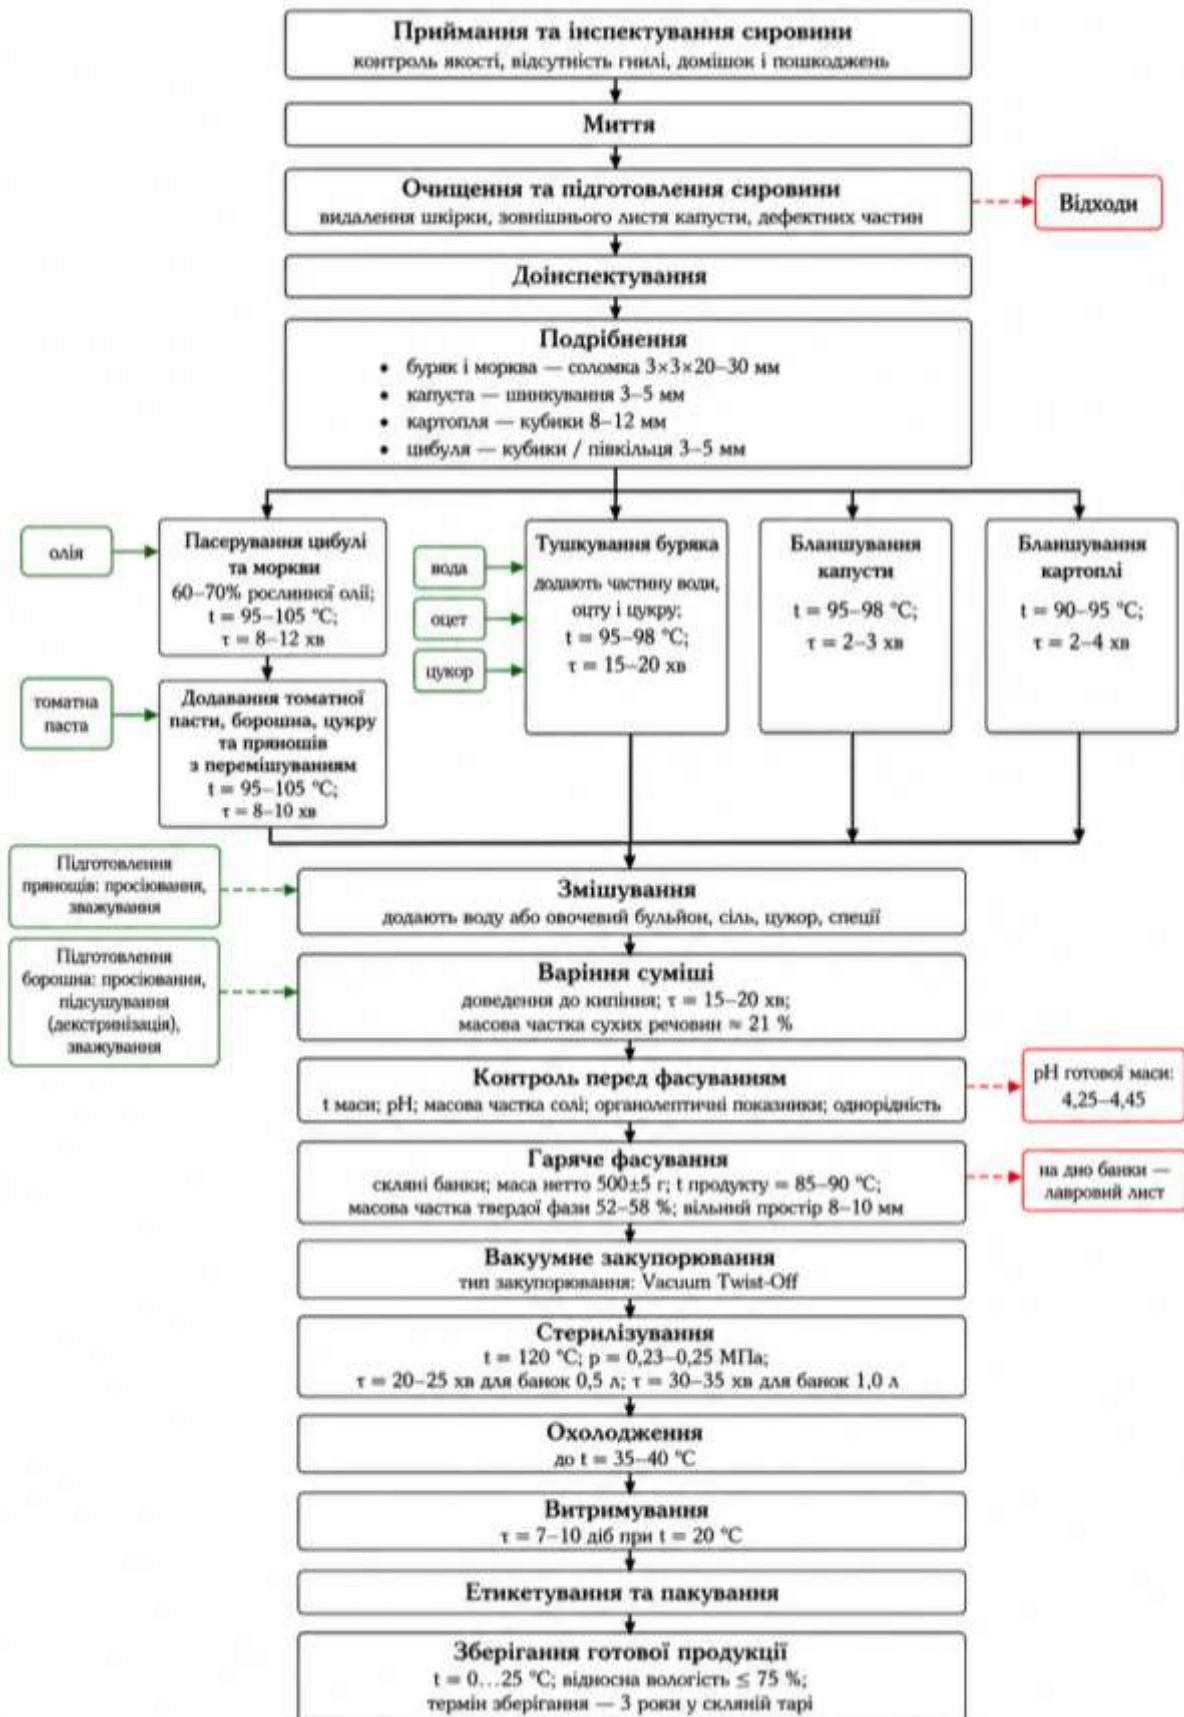 Приймання та інспектування сировини
контроль якості, відсутність гнилі, домішок і пошкоджень
Миття
Очищення та підготовлення сировини
видалення шкірки, зовнішнього листя капусти, дефектних частин
Відходи
Доінспектування
Подрібнення
• буряк і морква — соломка 3×3×20–30 мм
• капуста — шинкування 3–5 мм
• картопля — кубики 8–12 мм
• цибуля — кубики / півкільця 3–5 мм
олія
Пасерування цибулі
та моркви
60–70% рослинної олії;
t = 95–105 °C;
τ = 8–12 хв
томатна
паста
Додавання томатної
пасти, борошна, цукру
та пряношів
з перемішуванням
t = 95–105 °C;
τ = 8–10 хв
вода
оцет
цукор
Тушкування буряка
додають частину води,
оцту і цукру;
t = 95–98 °C;
τ = 15–20 хв
Бланшування
капусти
t = 95–98 °C;
τ = 2–3 хв
Бланшування
картоплі
t = 90–95 °C;
τ = 2–4 хв
Підготовлення
прянощів: просіювання,
зважування
Змішування
додають воду або овочевий бульйон, сіль, цукор, спеції
Підготовлення
борошна: просіювання,
підсушування
(декстринізація),
зважування
Варіння суміші
доведення до кипіння; τ = 15–20 хв;
масова частка сухих речовин ≈ 21 %
Контроль перед фасуванням
t маси; pH; масова частка солі; органолептичні показники; однорідність
pH готової маси:
4,25–4,45
Гаряче фасування
скляні банки; маса нетто 500±5 г; t продукту = 85–90 °C;
масова частка твердої фази 52–58 %; вільний простір 8–10 мм
на дно банки —
лавровий лист
Вакуумне закупорювання
тип закупорювання: Vacuum Twist-Off
Стерилізування
t = 120 °C; p = 0,23–0,25 МПа;
τ = 20–25 хв для банок 0,5 л; τ = 30–35 хв для банок 1,0 л
Охолодження
до t = 35–40 °C
Витримування
τ = 7–10 діб при t = 20 °C
Етикетування та пакування
Зберігання готової продукції
t = 0…25 °C; відносна вологість ≤ 75 %;
термін зберігання — 3 роки у скляній тарі